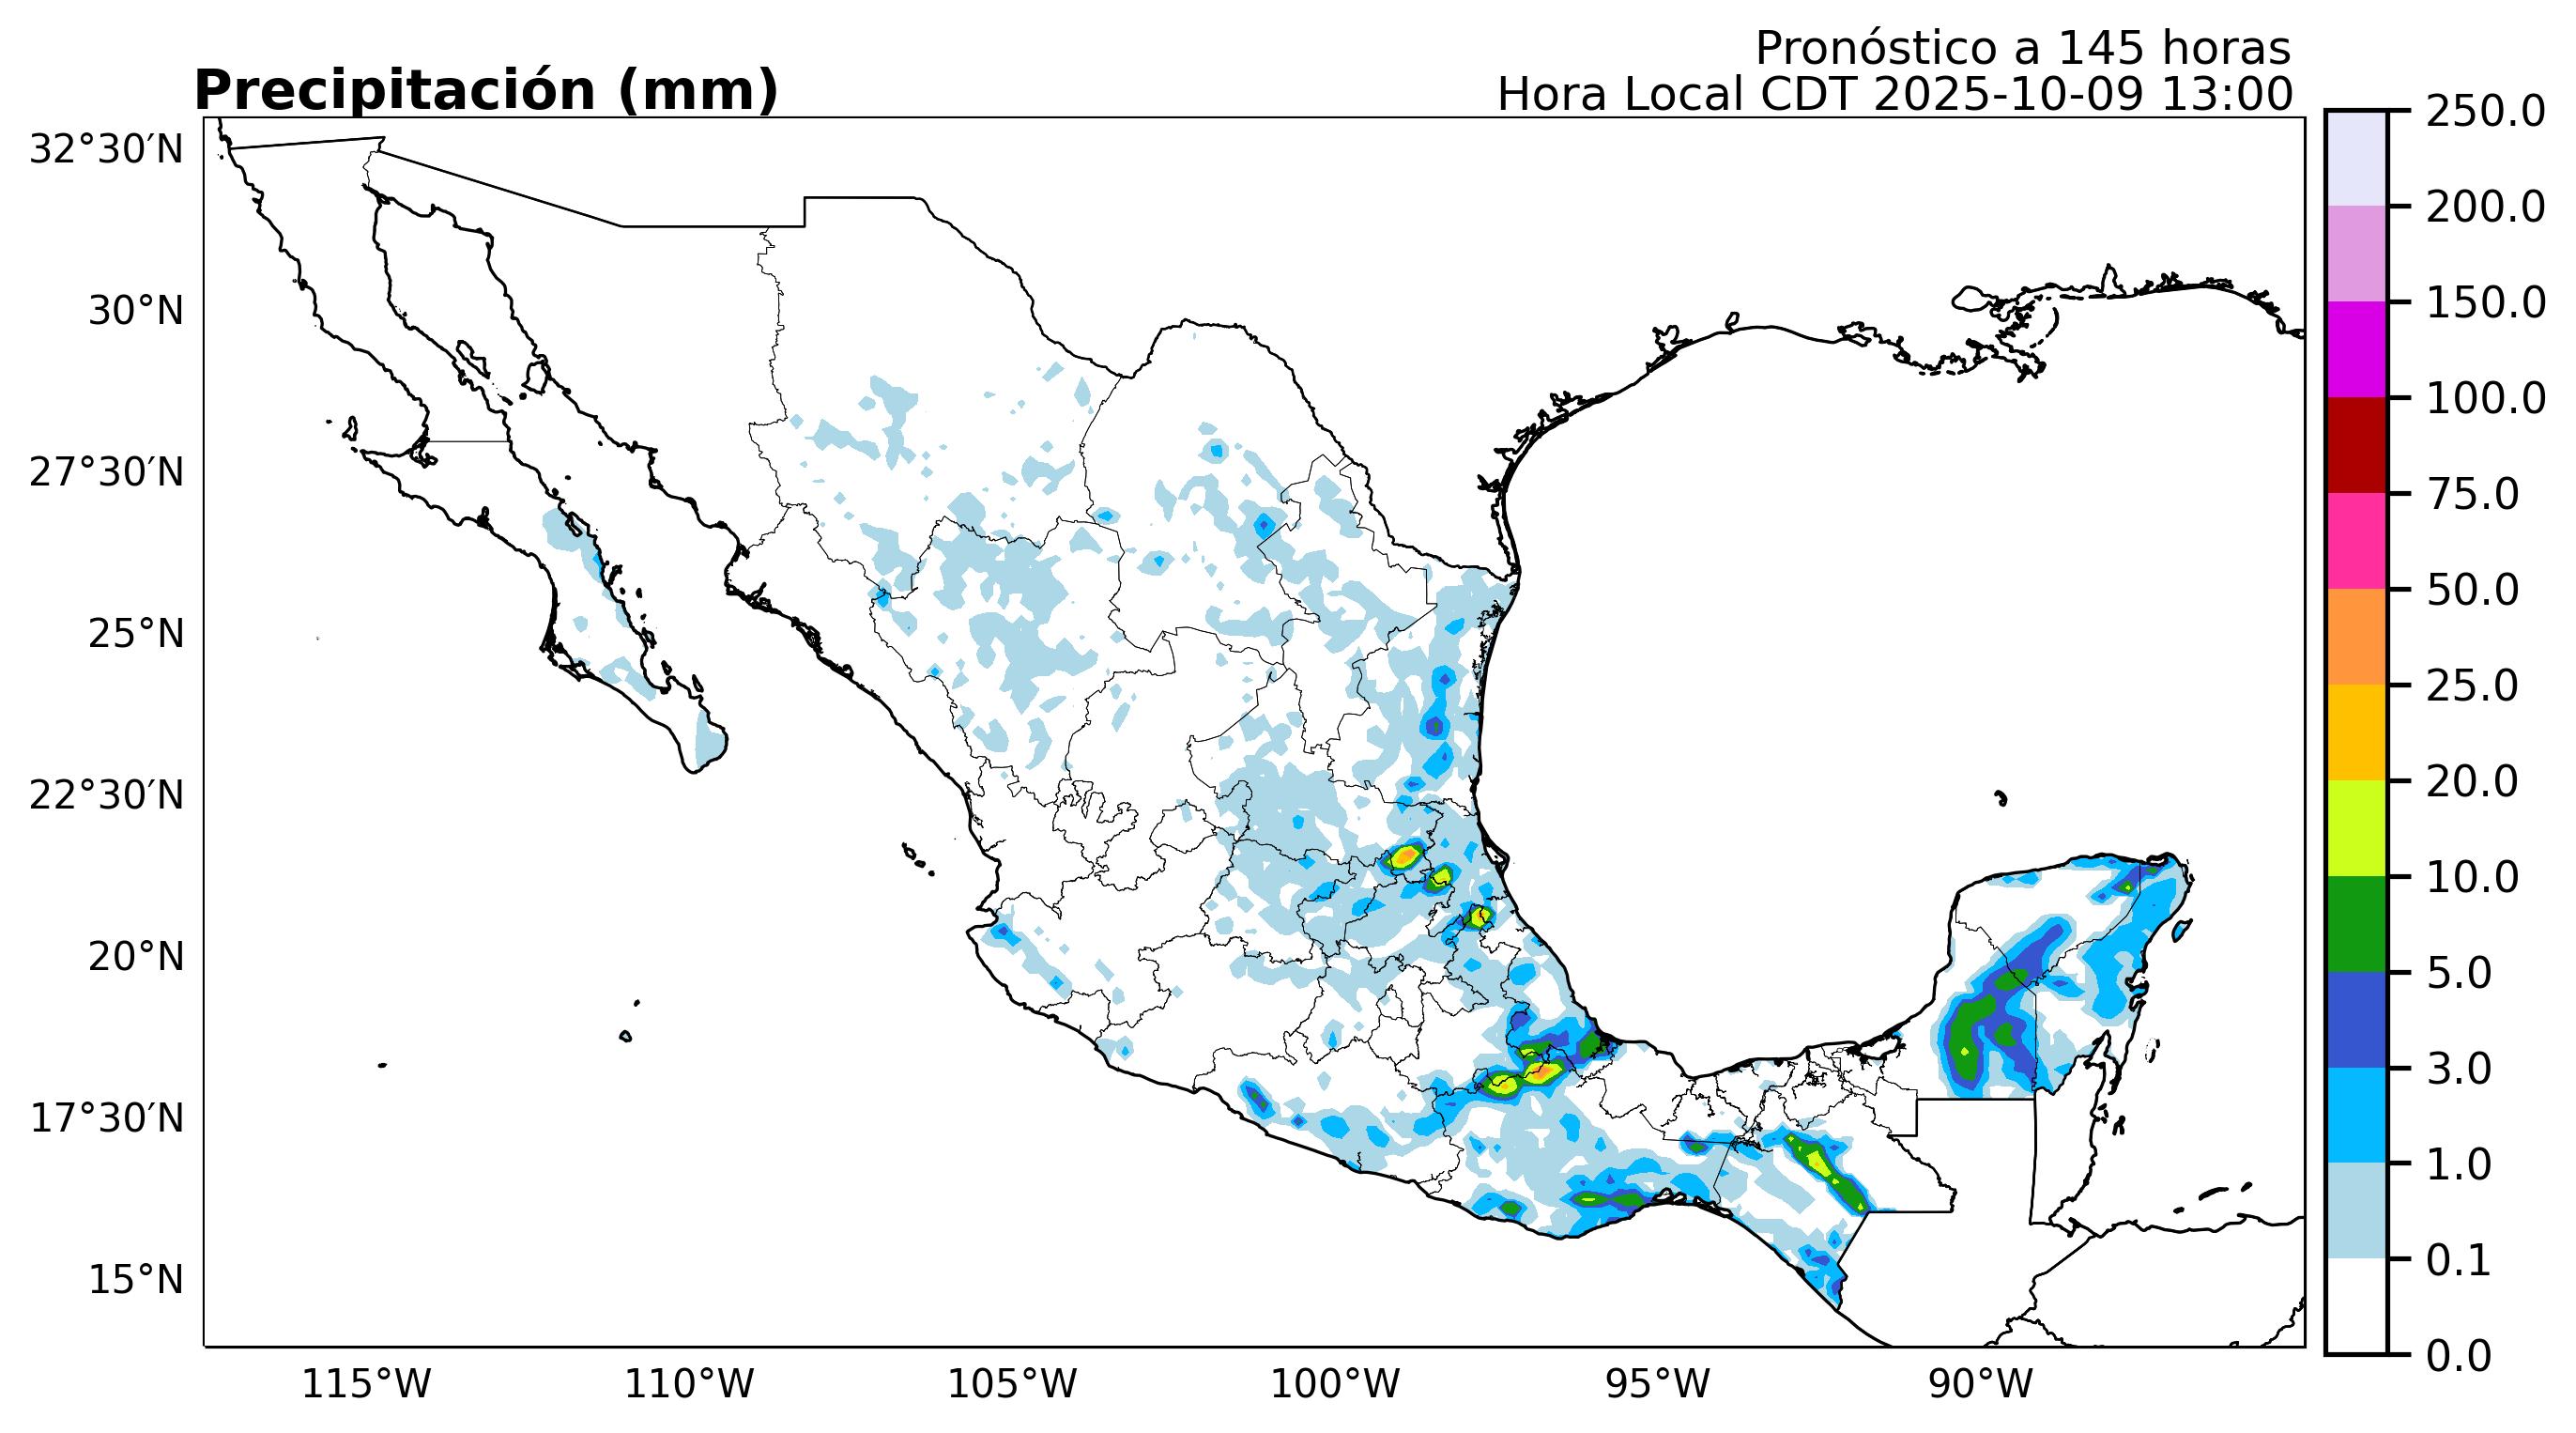 Pronóstico a 145 horas
Precipitación (mm)
Hora Local CDT 2025-10-09 13:00
32°30′N
30°N
27°30′N
25°N
22°30′N
20°N
17°30′N
15°N
115°W
110°W
105°W
100°W
95°W
90°W
250.0
200.0
150.0
100.0
75.0
50.0
25.0
20.0
10.0
5.0
3.0
1.0
0.1
0.0